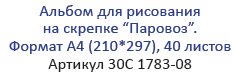 Альбом для рисования
на скрепке “Паровоз”.
Формат А4 (210*297), 40 листов
Артикул 30С 1783-08